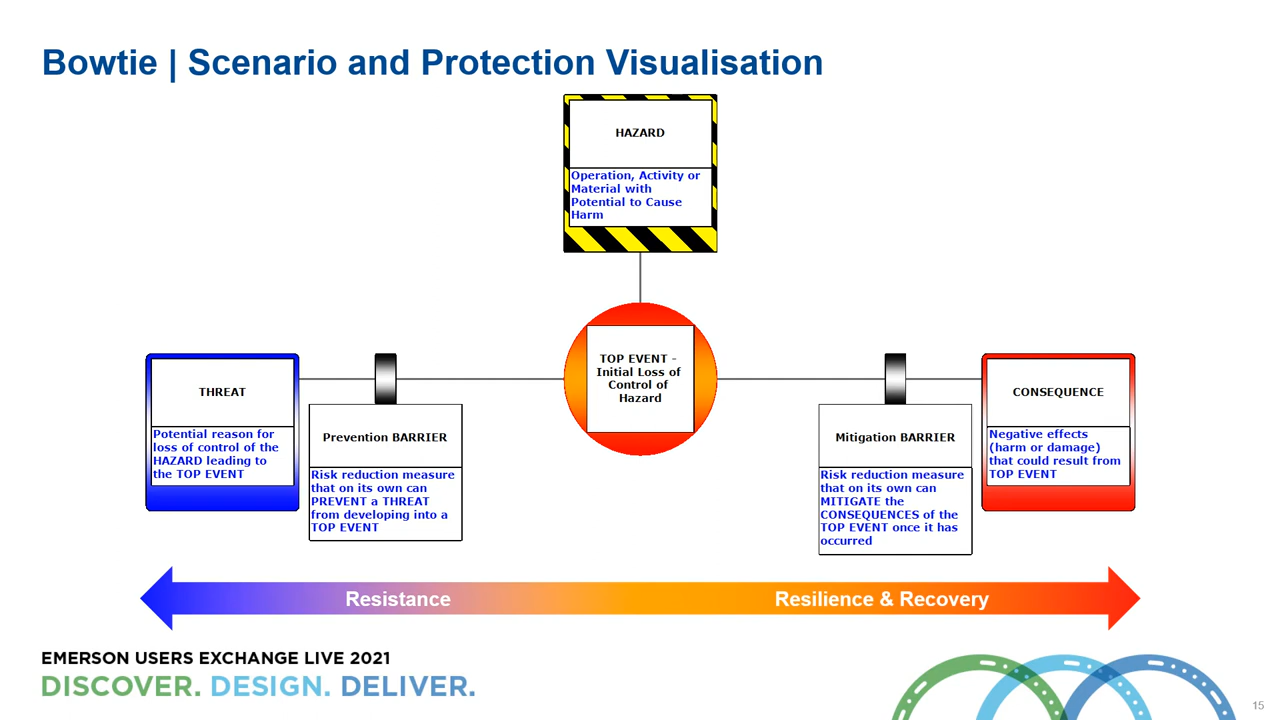 Bowtie | Scenario and Protection Visualisation
HAZARD
Operation, Activity or
Material with
Potential to Cause
Harm
THREAT
Potential reason for
loss of control of the
HAZARD leading to
the TOP EVENT
Prevention BARRIER
Risk reduction measure
that on its own can
PREVENT a THREAT
from developing into a
TOP EVENT
TOP EVENT -
Initial Loss of
Control of
Hazard
Mitigation BARRIER
Risk reduction measure
that on its own can
MITIGATE the
CONSEQUENCES of the
TOP EVENT once it has
occurred
CONSEQUENCE
Negative effects
(harm or damage)
that could result from
TOP EVENT
Resistance
Resilience & Recovery
EMERSON USERS EXCHANGE LIVE 2021
DISCOVER. DESIGN. DELIVER.
15